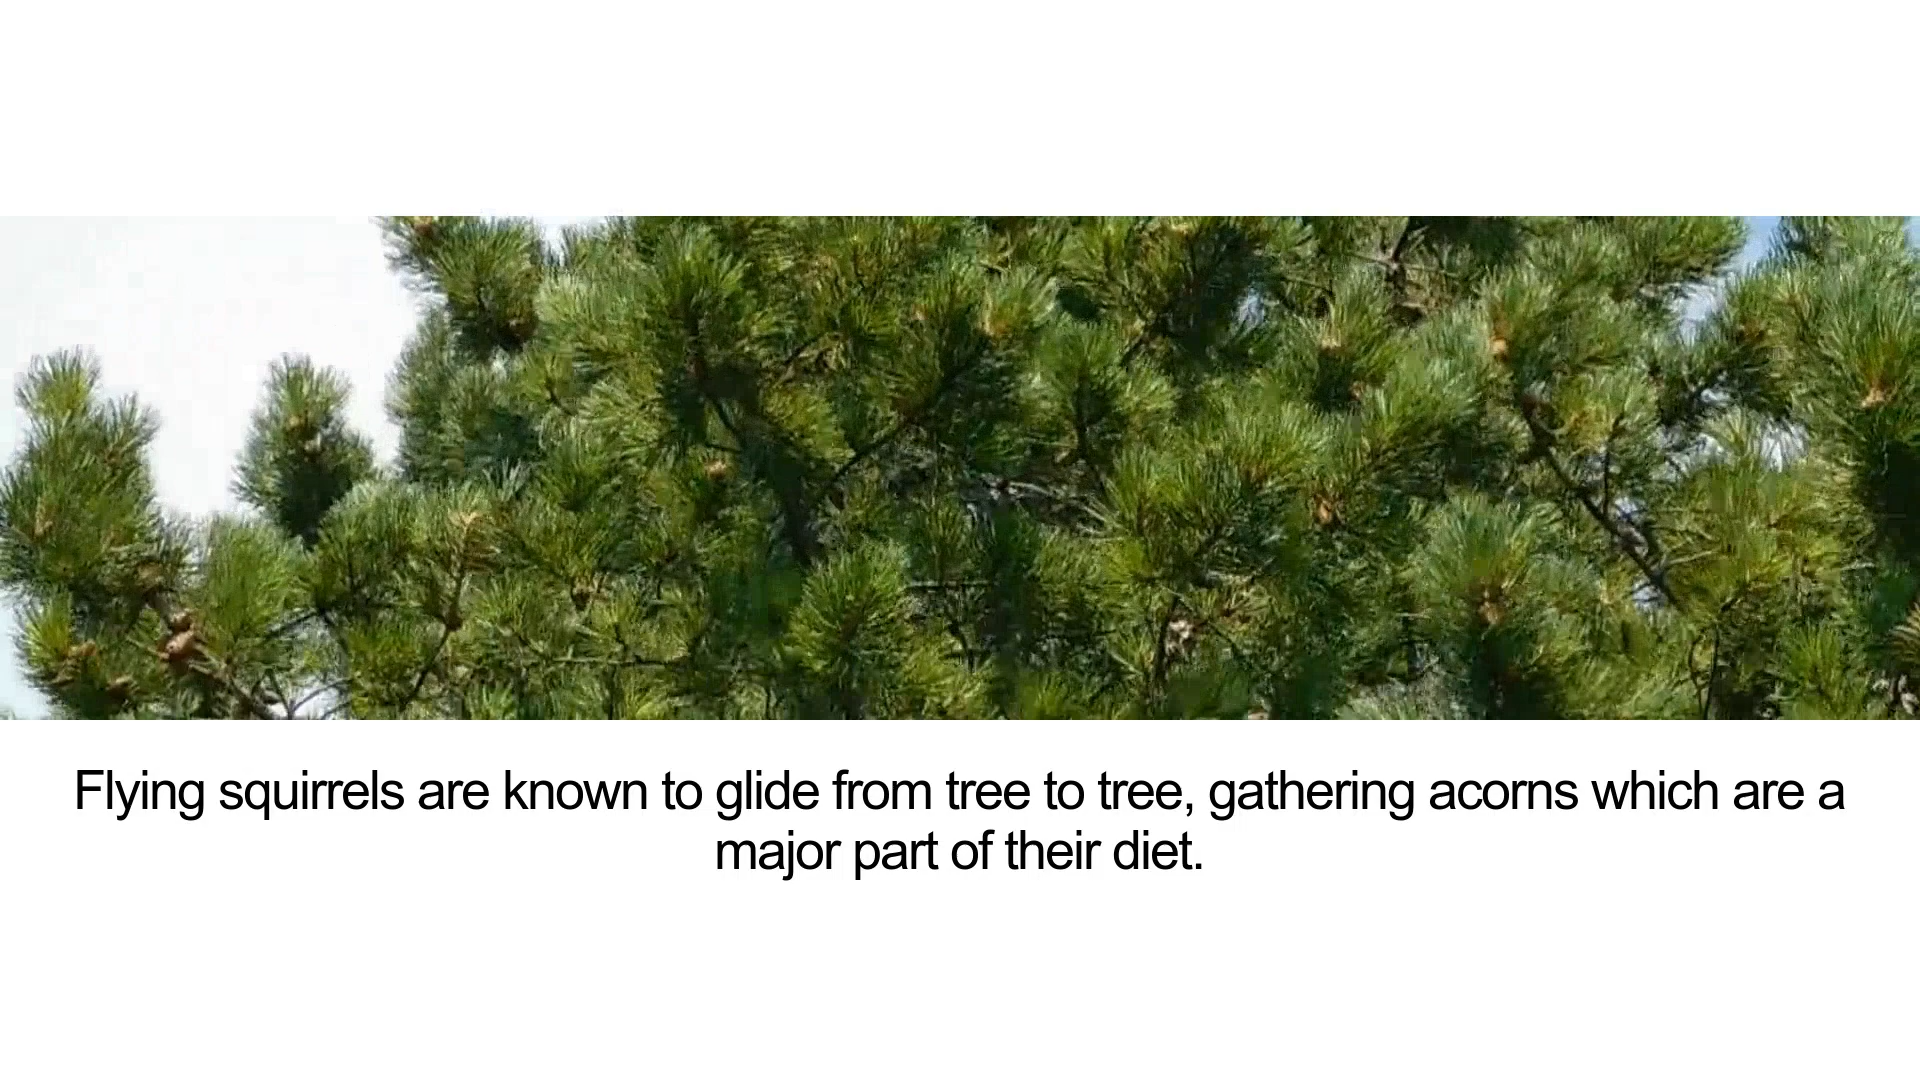 Flying squirrels are known to glide from tree to tree, gathering acorns which are a
major part of their diet.